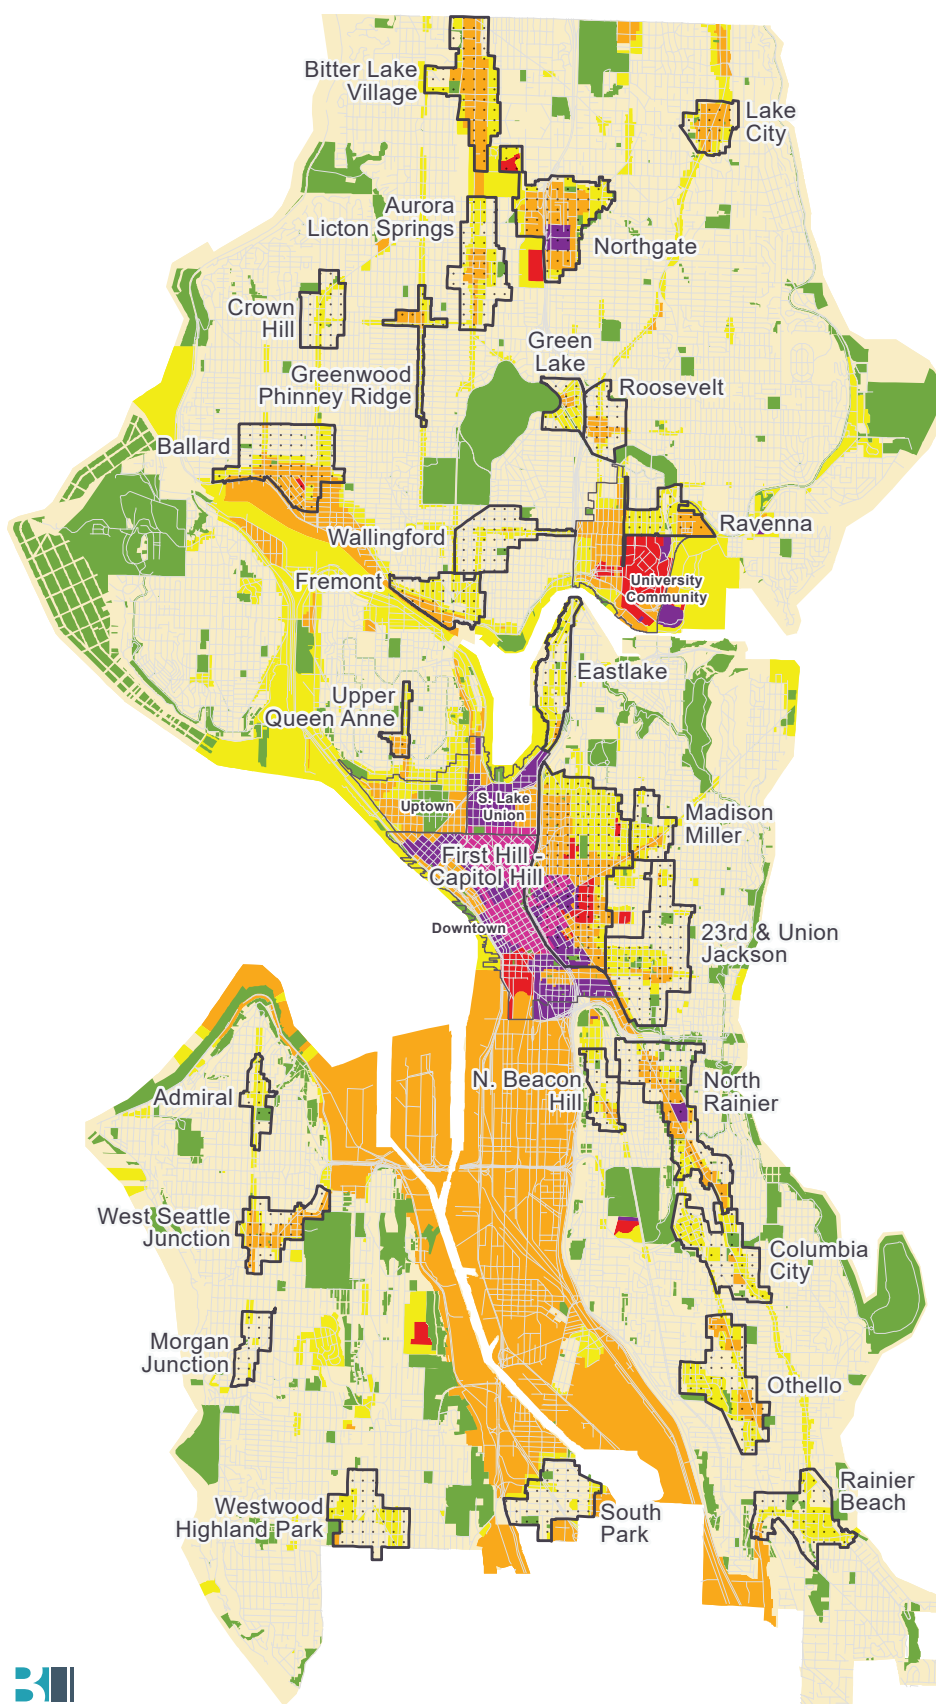 Bitter Lake
Village
Lake
City
Aurora
Licton Springs
Northgate
Crown
Hill
Green
Lake
Greenwood
Phinney Ridge
Roosevelt
Ballard
Wallingford
Ravenna
Fremont
University
Community
Eastlake
Upper
Queen Anne
Uptown
S. Lake
Union
Madison
Miller
First Hill -
Capitol Hill
Downtown
23rd & Union
Jackson
Admiral
N. Beacon
Hill
North
Rainier
West Seattle
Junction
Columbia
City
Morgan
Junction
Othello
Westwood
Highland Park
South
Park
Rainier
Beach